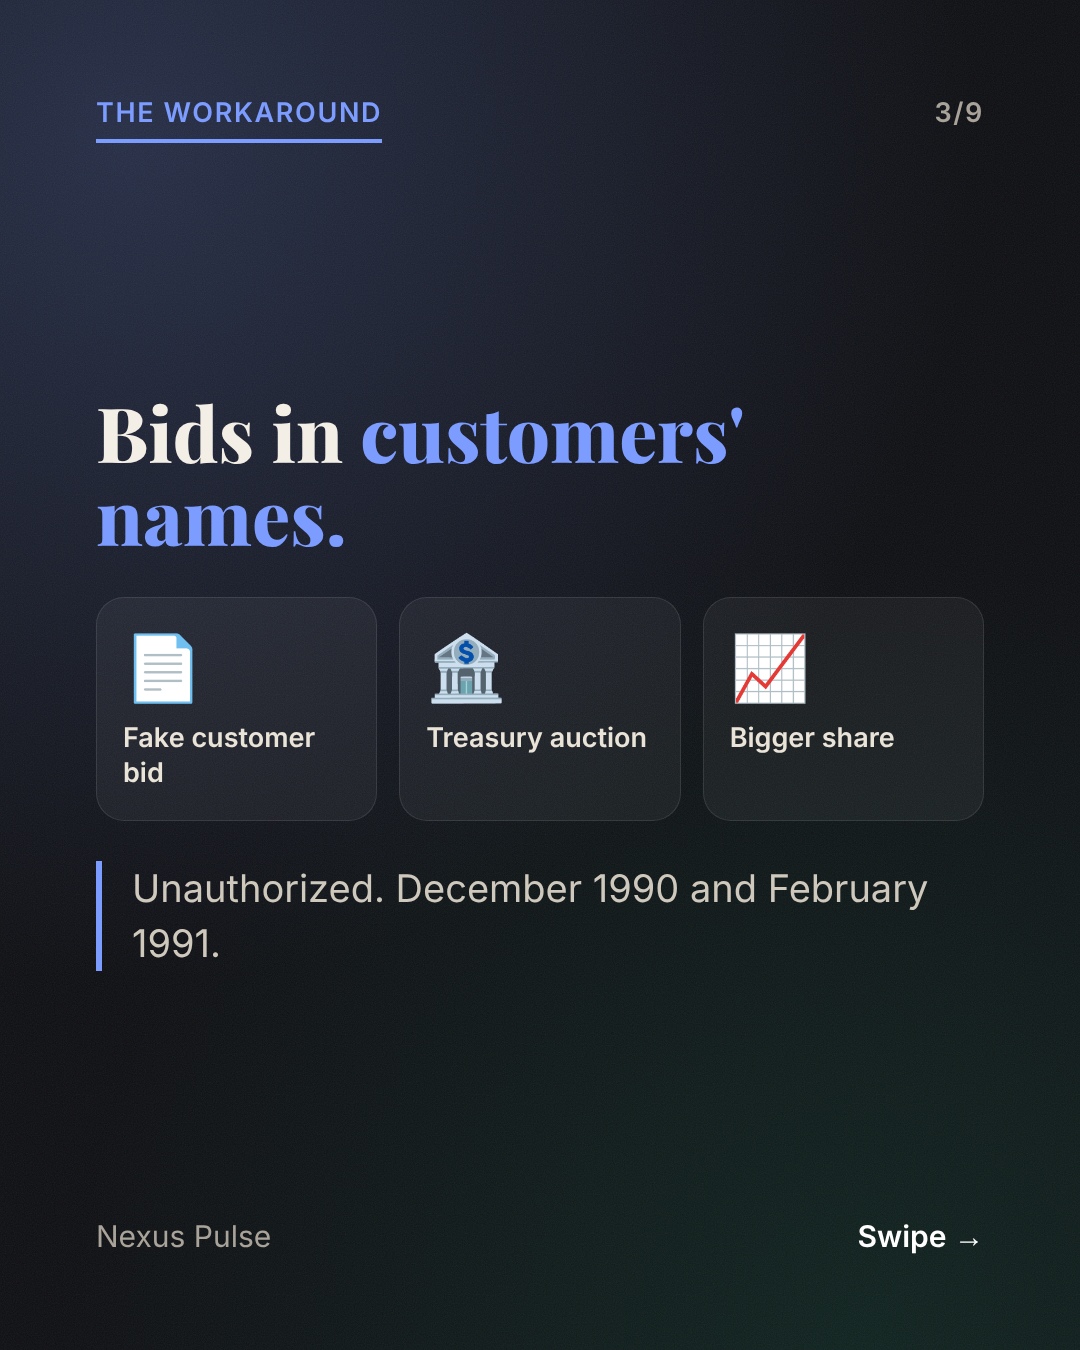 THE WORKAROUND
3/9
Bids in customers'
names.
Fake customer
bid
Treasury auction
Bigger share
Unauthorized. December 1990 and February
1991.
Nexus Pulse
Swipe →